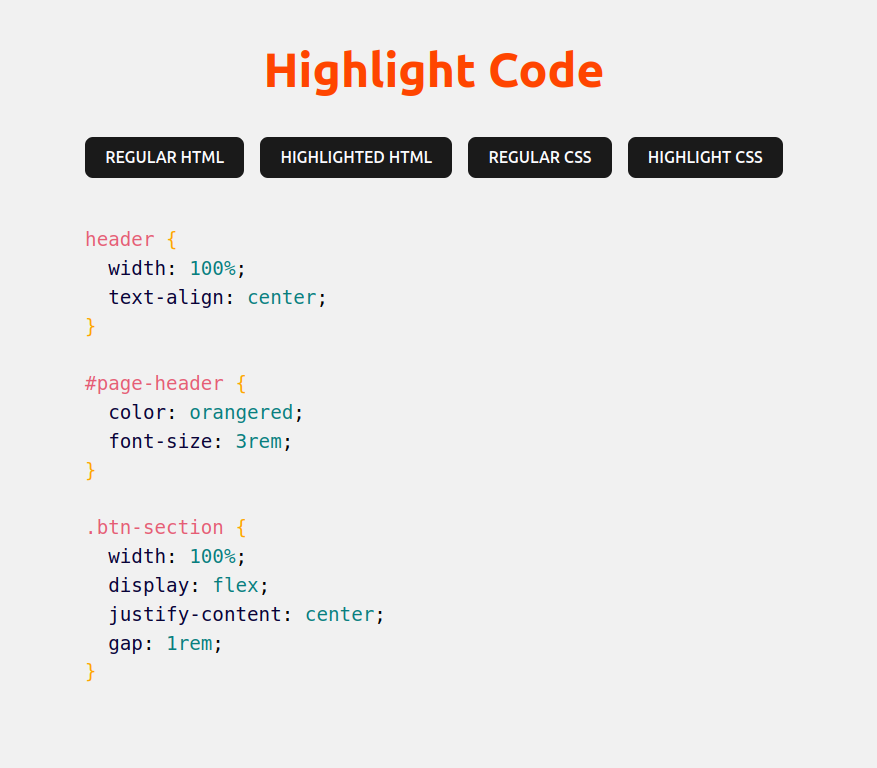 Highlight Code
REGULAR HTML HIGHLIGHTED HTML REGULAR CSS HIGHLIGHT CSS
header {
  width: 100%;
  text-align: center;
}
#page-header {
  color: orangered;
  font-size: 3rem;
}
.btn-section {
  width: 100%;
  display: flex;
  justify-content: center;
  gap: 1rem;
}